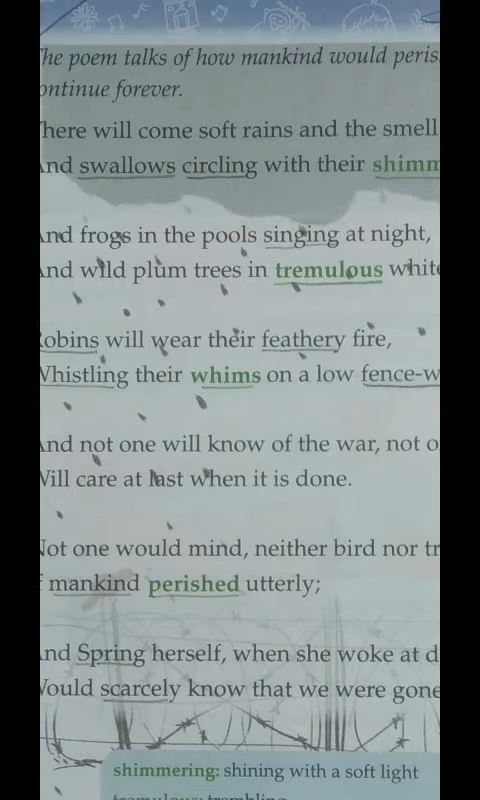 The poem talks of how mankind would peris
ontinue forever.
There will come soft rains and the smell
And swallows circling with their shimm
And frogs in the pools singing at night,
And wild plum trees in tremulous white
Robins will wear their feathery fire,
Whistling their whims on a low fence-w
And not one will know of the war, not o
Will care at last when it is done.
Not one would mind, neither bird nor tr
f mankind perished utterly;
And Spring herself, when she woke at d
Would scarcely know that we were gone
shimmering: shining with a soft light
tremulous: trembling